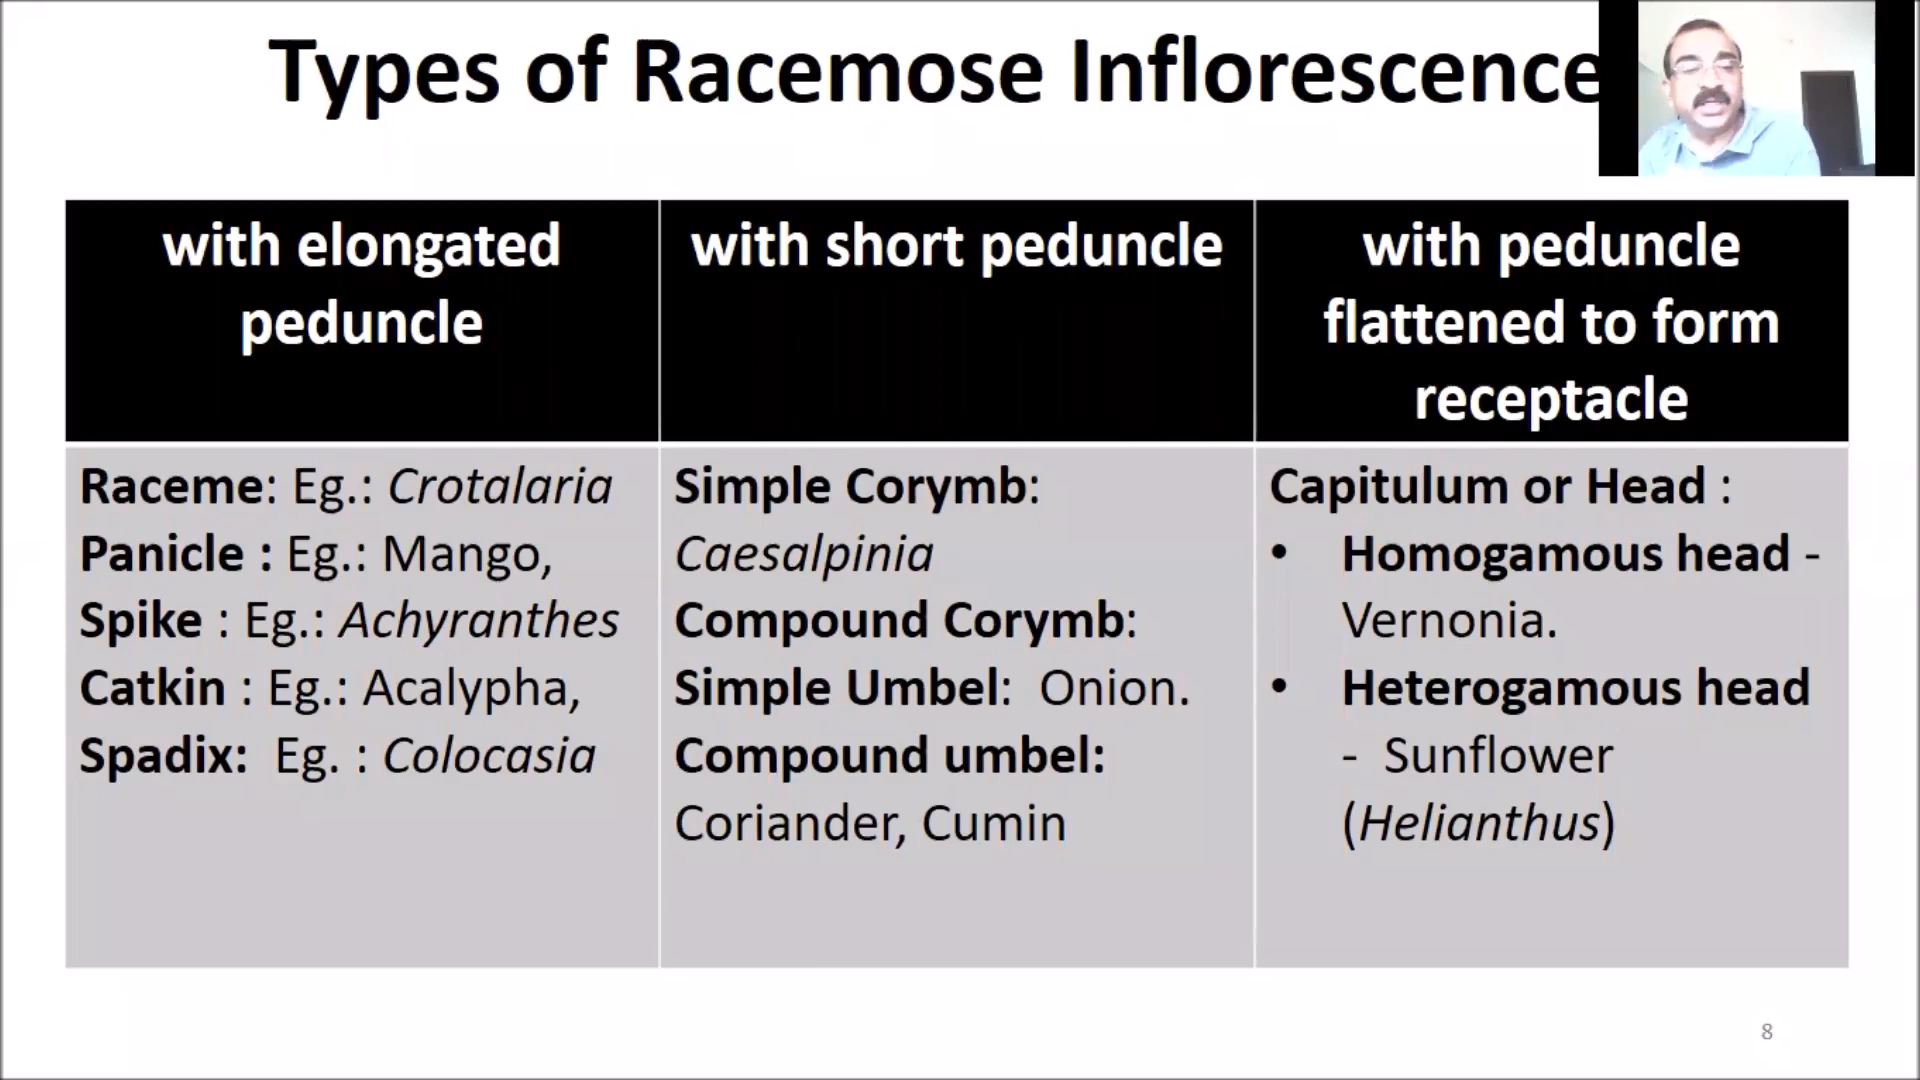 Types of Racemose Inflorescence
with elongated
peduncle
with short peduncle
with peduncle
flattened to form
receptacle
Raceme: Eg.: Crotalaria
Panicle : Eg.: Mango,
Spike : Eg.: Achyranthes
Catkin : Eg.: Acalypha,
Spadix: Eg. : Colocasia
Simple Corymb:
Caesalpinia
Compound Corymb:
Simple Umbel: Onion.
Compound umbel:
Coriander, Cumin
Capitulum or Head :
• Homogamous head -
Vernonia.
• Heterogamous head
- Sunflower
(Helianthus)
8